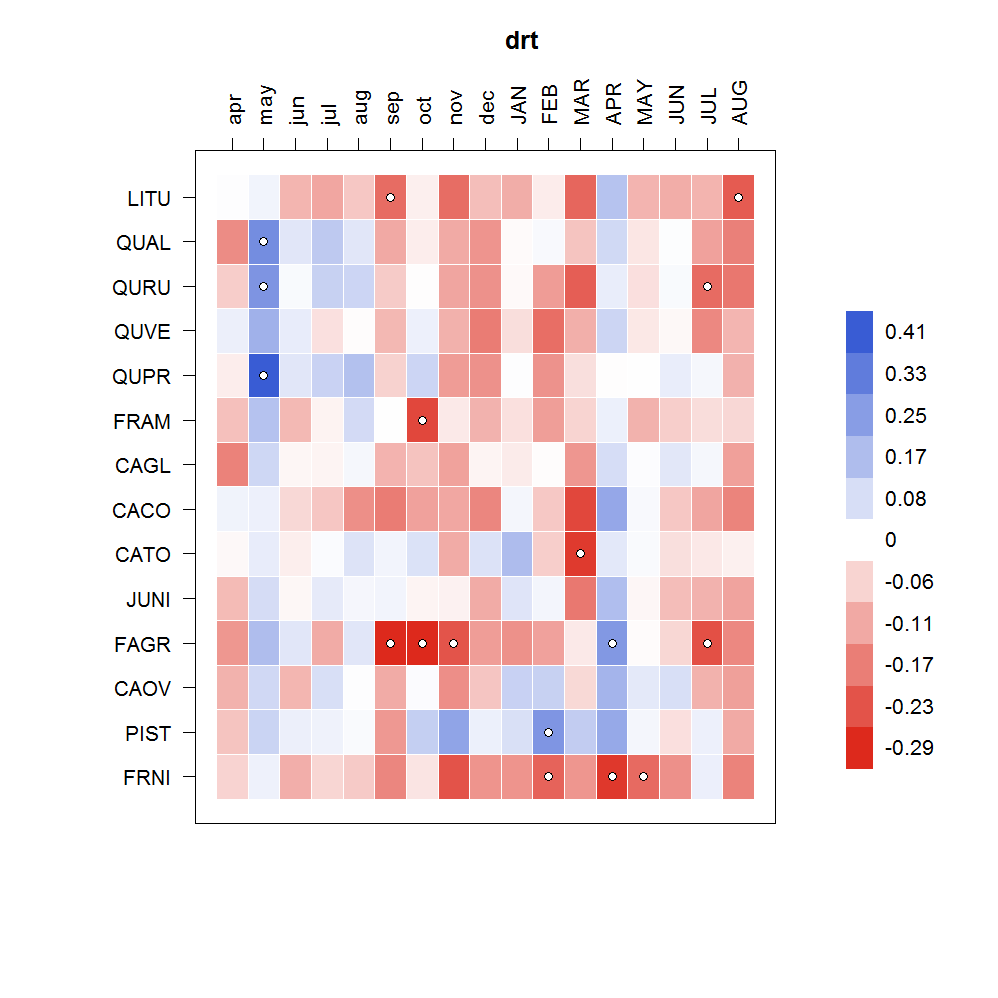 drt
apr may jun jul aug sep oct nov dec JAN FEB MAR APR MAY JUN JUL AUG
LITU
QUAL
QURU
QUVE
QUPR
FRAM
CAGL
CACO
CATO
JUNI
FAGR
CAOV
PIST
FRNI
0.41
0.33
0.25
0.17
0.08
0
-0.06
-0.11
-0.17
-0.23
-0.29